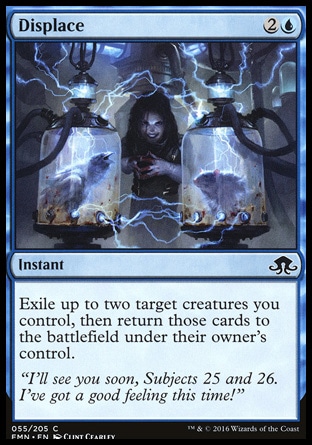 Displace 2
Instant
Exile up to two target creatures you
control, then return those cards to
the battlefield under their owner's
control.
"I'll see you soon, Subjects 25 and 26.
I've got a good feeling this time!"
055/205 C
EMN • EN Clint Cearley
™ & © 2016 Wizards of the Coast